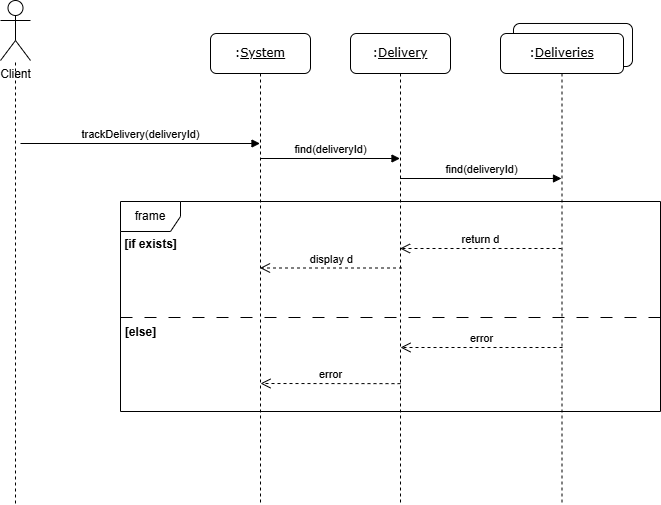 Client
:System
:Delivery
:Deliveries
trackDelivery(deliveryId)
find(deliveryId)
find(deliveryId)
frame
[if exists]
return d
display d
[else]
error
error